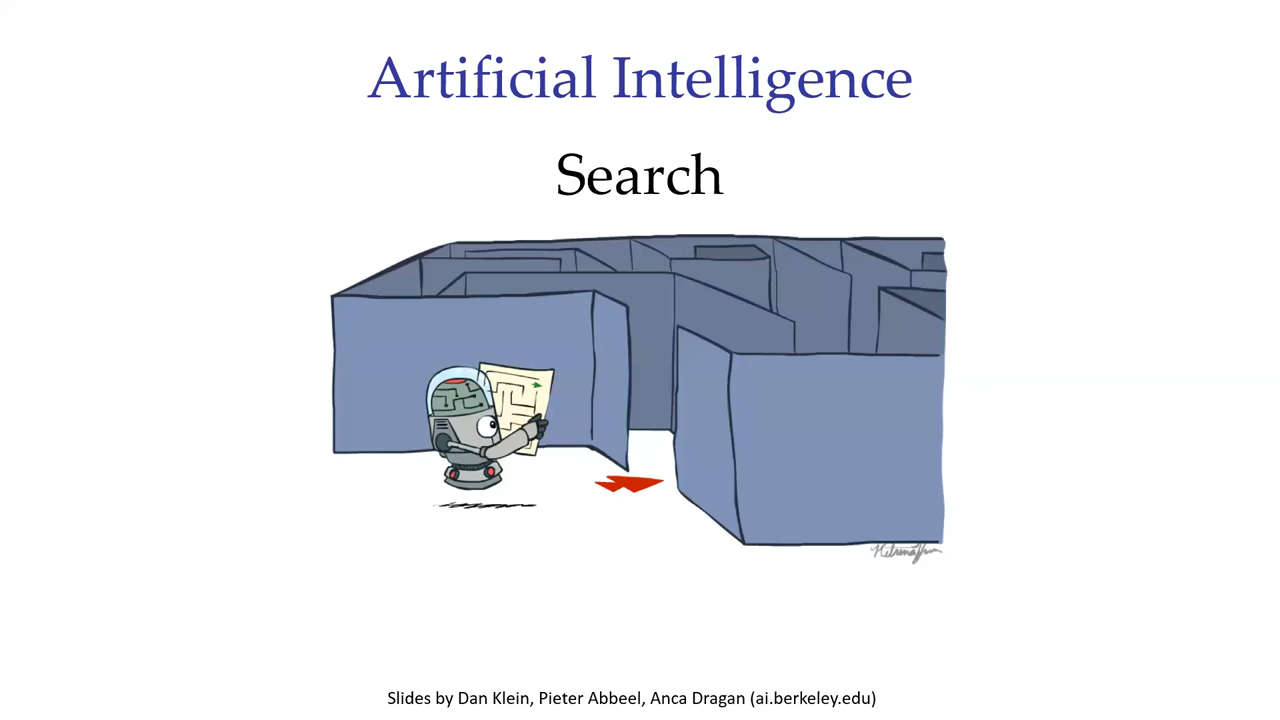 Artificial Intelligence
Search
Slides by Dan Klein, Pieter Abbeel, Anca Dragan (ai.berkeley.edu)